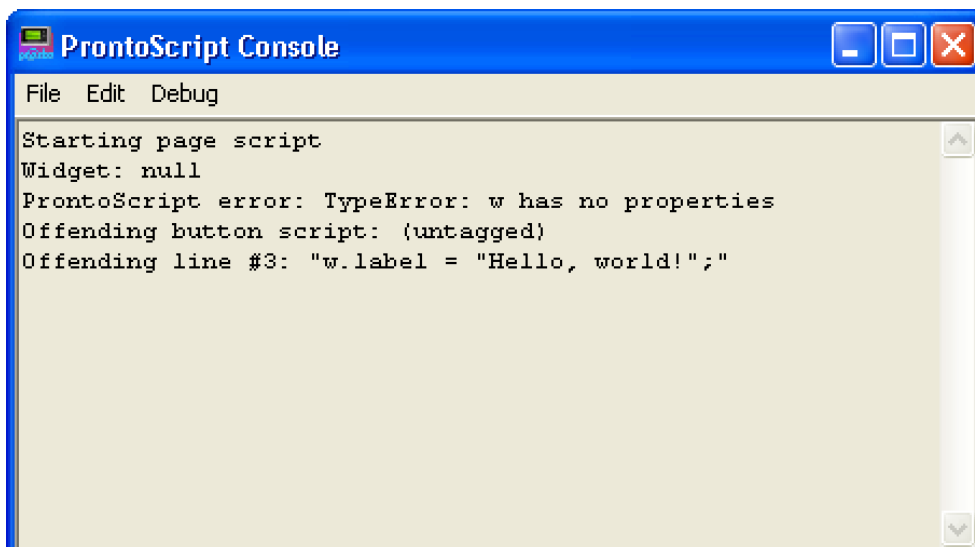 ProntoScript Console
File Edit Debug
Starting page script
Widget: null
ProntoScript error: TypeError: w has no properties
Offending button script: (untagged)
Offending line #3: "w.label = "Hello, world!";"